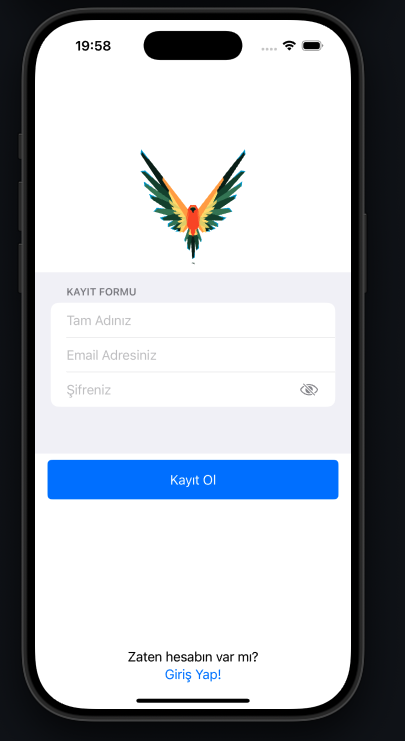 19:58
KAYIT FORMU
Tam Adınız
Email Adresiniz
Şifreniz
Kayıt Ol
Zaten hesabın var mı?
Giriş Yap!